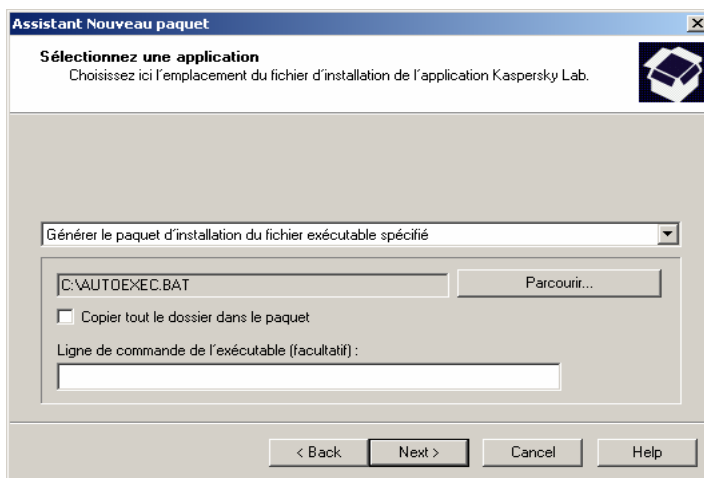 Assistant Nouveau paquet
Sélectionnez une application
Choisissez ici l'emplacement du fichier d'installation de l'application Kaspersky Lab.
Générer le paquet d'installation du fichier exécutable spécifié
C:\AUTOEXEC.BAT
Parcourir...
Copier tout le dossier dans le paquet
Ligne de commande de l'exécutable (facultatif) :
< Back
Next >
Cancel
Help